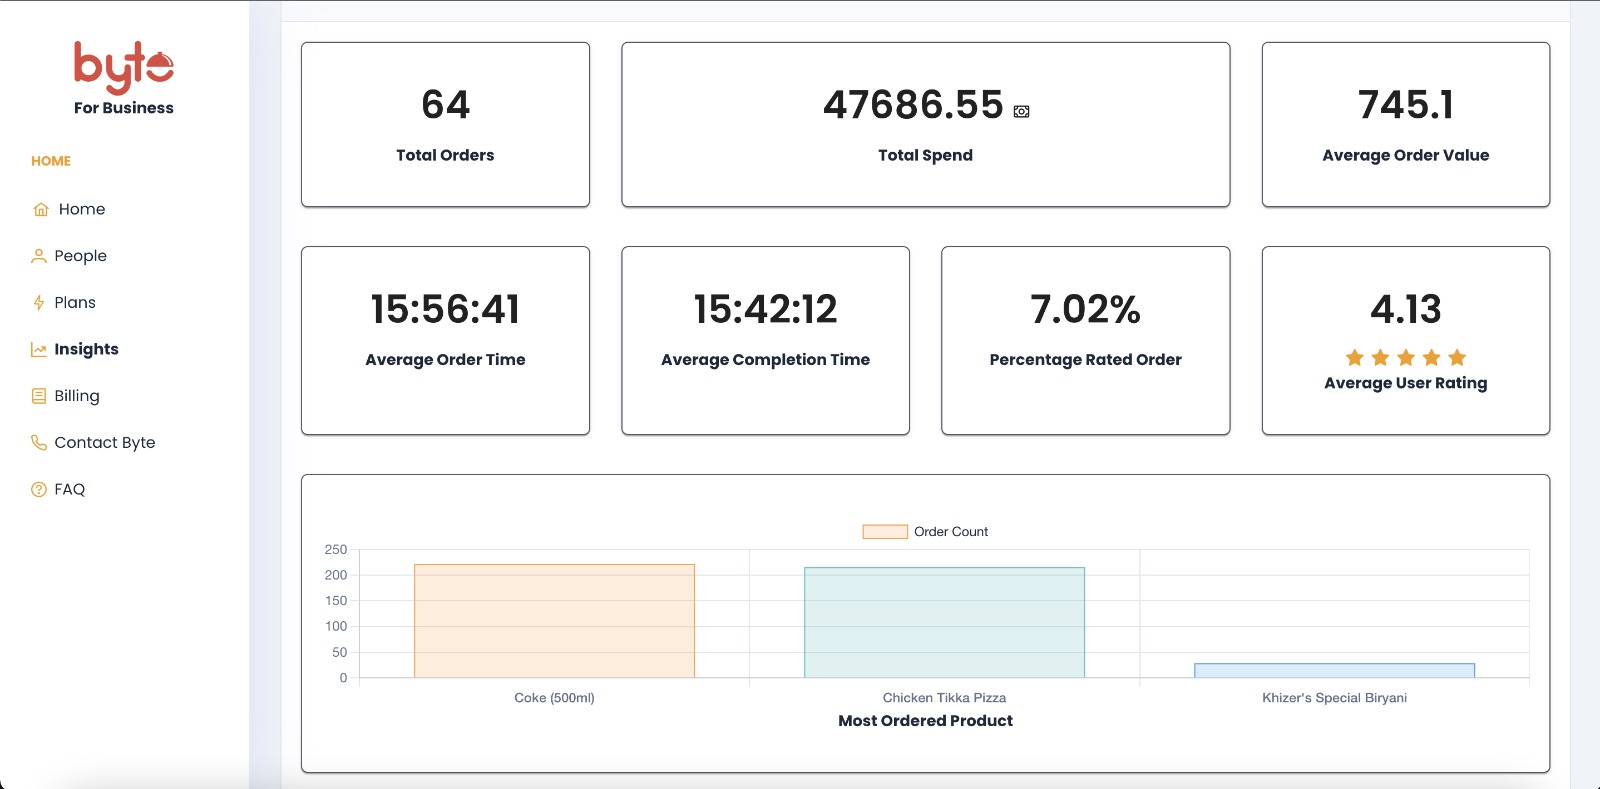 byte
For Business
HOME
Home
People
Plans
Insights
Billing
Contact Byte
FAQ
64
Total Orders
47686.55
Total Spend
745.1
Average Order Value
15:56:41
Average Order Time
15:42:12
Average Completion Time
7.02%
Percentage Rated Order
4.13
Average User Rating
Order Count
250
200
150
100
50
0
Coke (500ml) Chicken Tikka Pizza Khizer's Special Biryani
Most Ordered Product